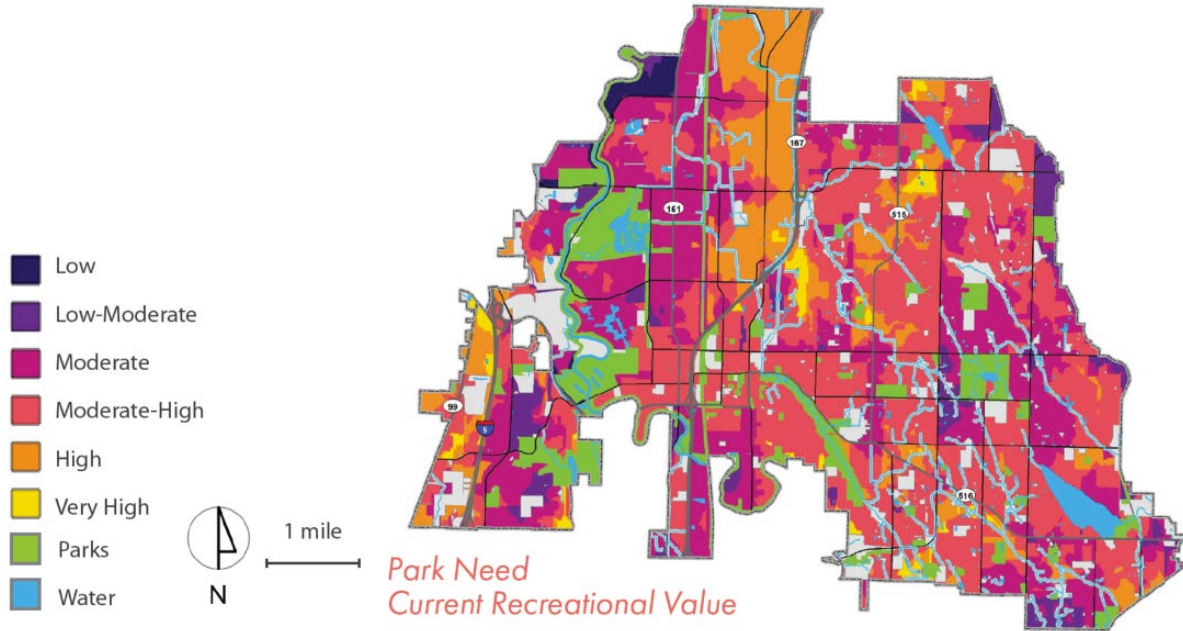 Low
Low-Moderate
Moderate
Moderate-High
High
Very High
Parks
Water
N
1 mile
Park Need
Current Recreational Value
167
181
515
99
5
516